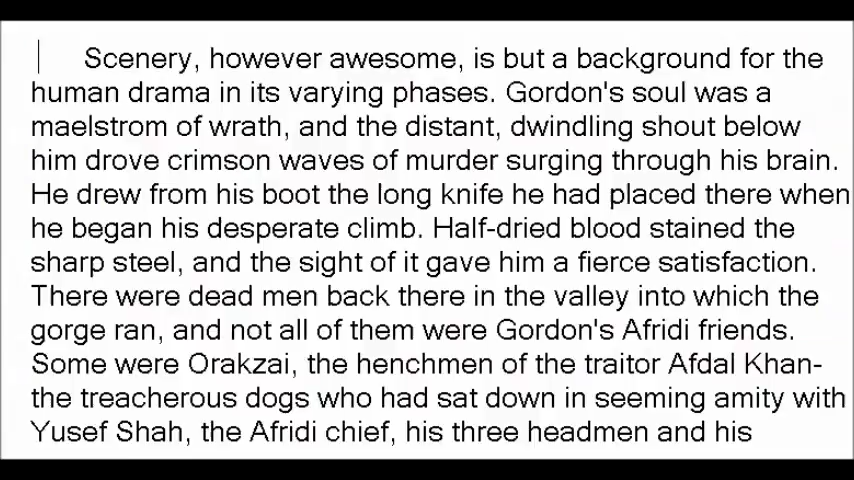 Scenery, however awesome, is but a background for the
human drama in its varying phases. Gordon's soul was a
maelstrom of wrath, and the distant, dwindling shout below
him drove crimson waves of murder surging through his brain.
He drew from his boot the long knife he had placed there when
he began his desperate climb. Half-dried blood stained the
sharp steel, and the sight of it gave him a fierce satisfaction.
There were dead men back there in the valley into which the
gorge ran, and not all of them were Gordon's Afridi friends.
Some were Orakzai, the henchmen of the traitor Afdal Khan-
the treacherous dogs who had sat down in seeming amity with
Yusef Shah, the Afridi chief, his three headmen and his